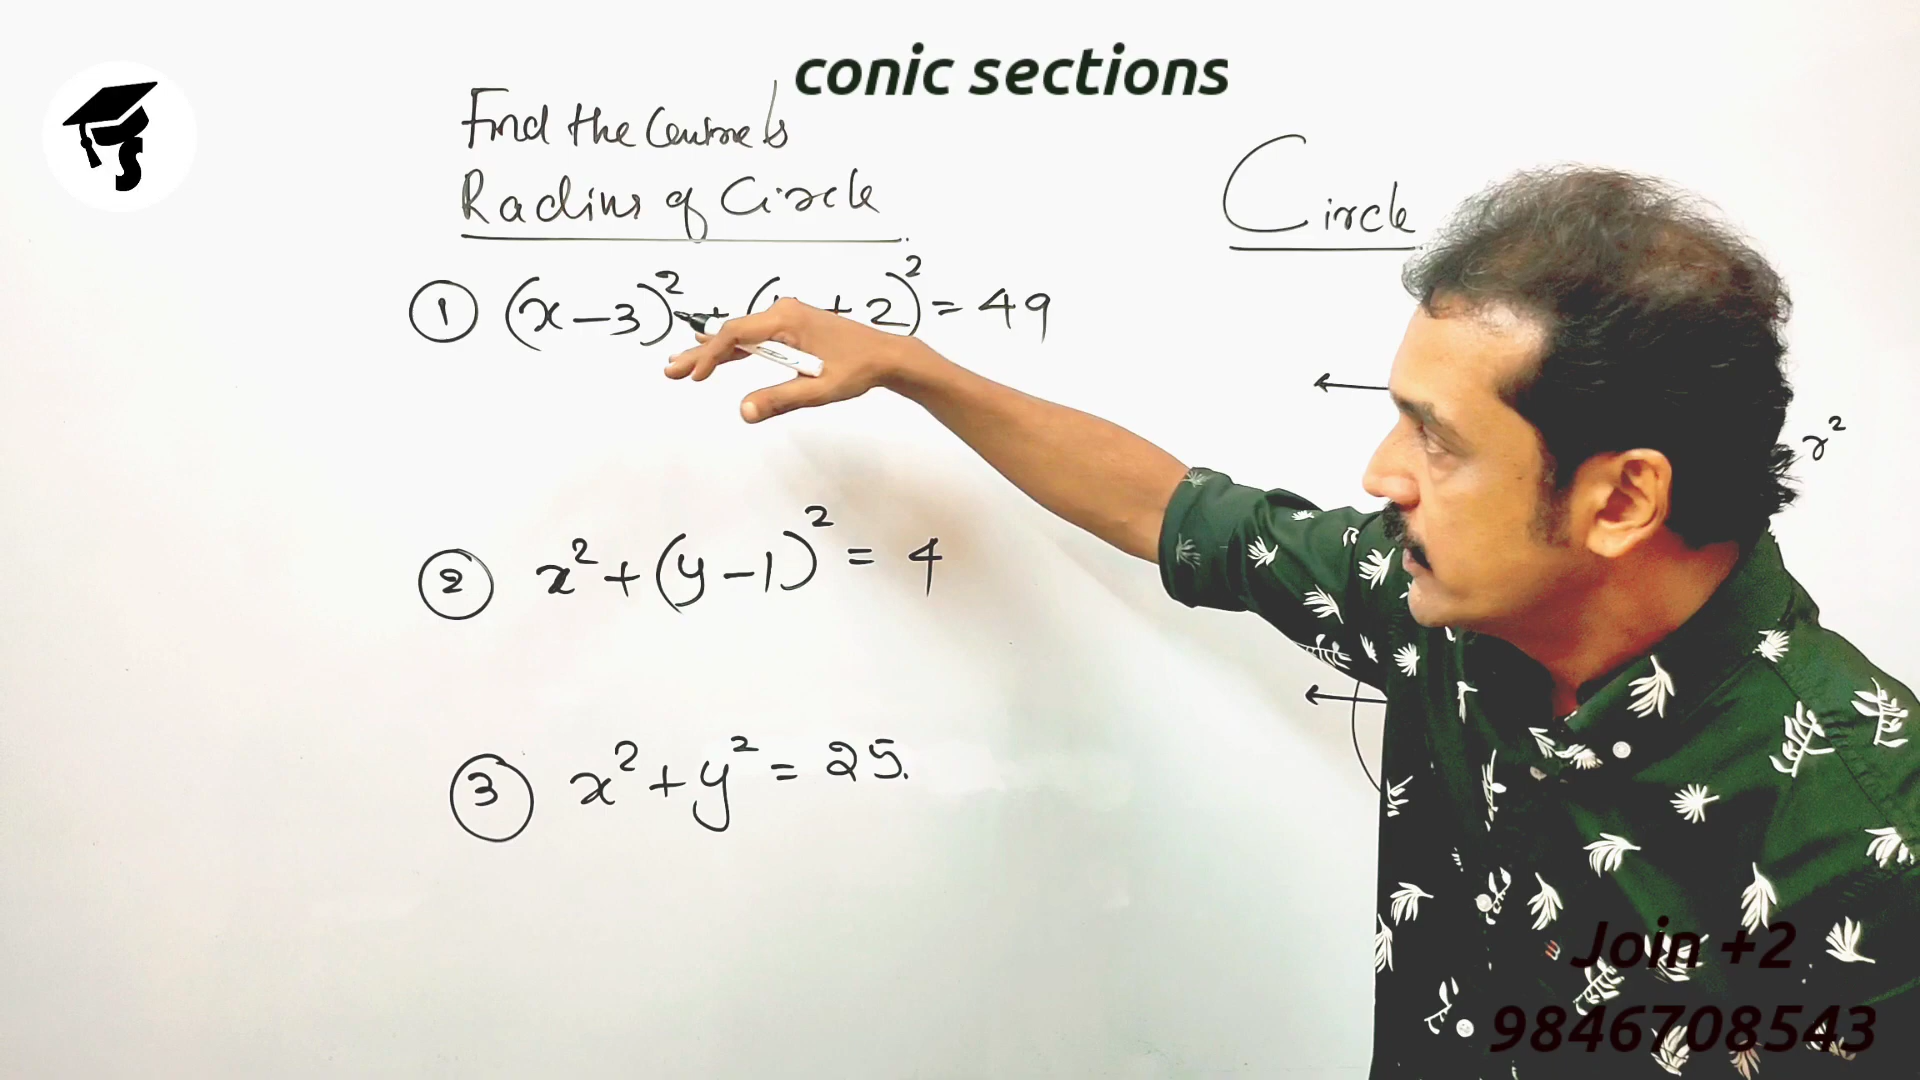 conic sections
Find the Centre &
Radius of Circle
① (x-3)² + (y+2)² = 49
② x² + (y-1)² = 4
③ x² + y² = 25.
Circle
r²
Join +2
9846708543